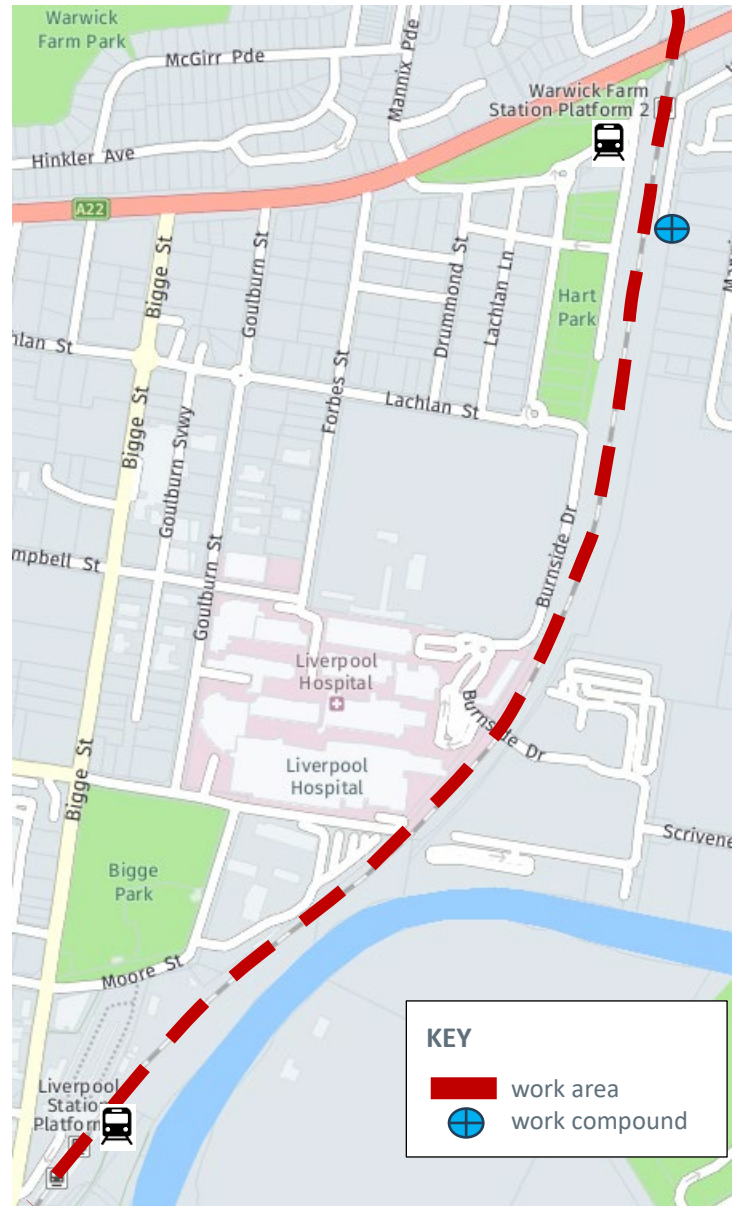 Warwick
Farm Park
McGirr Pde
Mannix Pde
Warwick Farm
Station Platform 2
Hinkler Ave
A22
Bigge St
Goulburn St
Drummond St
Lachlan Ln
Hart
Park
hlan St
Forbes St
Lachlan St
Bigge St
Goulburn Svwy
Goulburn St
Burnside Dr
mpbell St
Liverpool
Hospital
Burnside Dr
Liverpool
Hospital
Bigge St
Scrivene
Bigge
Park
Moore St
Liverpool
Station
Platform
KEY
work area
work compound